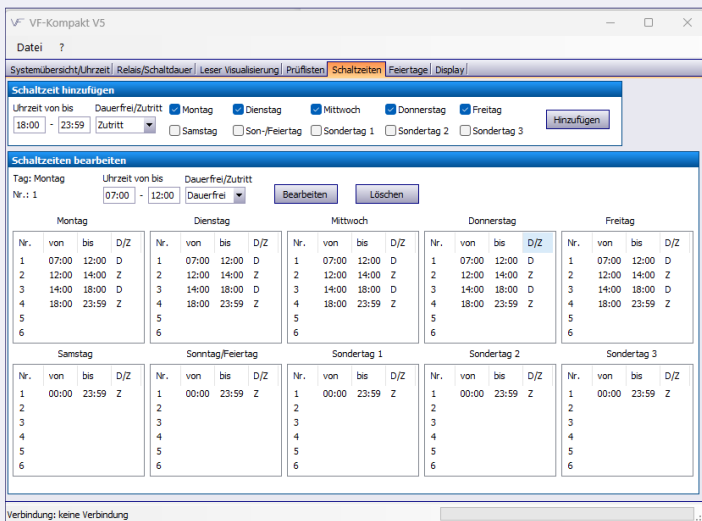 VF VF-Kompakt V5
Datei ?
Systemübersicht/Uhrzeit Relais/Schaltdauer Leser Visualisierung Prüflisten Schaltzeiten Feiertage Display
Schaltzeit hinzufügen
Uhrzeit von bis Dauerfrei/Zutritt Montag Dienstag Mittwoch Donnerstag Freitag
18:00 - 23:59 Zutritt Samstag Son-/Feiertag Sondertag 1 Sondertag 2 Sondertag 3 Hinzufügen
Schaltzeiten bearbeiten
Tag: Montag Uhrzeit von bis Dauerfrei/Zutritt
Nr.: 1 07:00 - 12:00 Dauerfrei Bearbeiten Löschen
Montag Dienstag Mittwoch Donnerstag Freitag
Nr. von bis D/Z Nr. von bis D/Z Nr. von bis D/Z Nr. von bis D/Z Nr. von bis D/Z
1 07:00 12:00 D 1 07:00 12:00 D 1 07:00 12:00 D 1 07:00 12:00 D 1 07:00 12:00 D
2 12:00 14:00 Z 2 12:00 14:00 Z 2 12:00 14:00 Z 2 12:00 14:00 Z 2 12:00 14:00 Z
3 14:00 18:00 D 3 14:00 18:00 D 3 14:00 18:00 D 3 14:00 18:00 D 3 14:00 18:00 D
4 18:00 23:59 Z 4 18:00 23:59 Z 4 18:00 23:59 Z 4 18:00 23:59 Z 4 18:00 23:59 Z
5 5 5 5 5
6 6 6 6 6
Samstag Sonntag/Feiertag Sondertag 1 Sondertag 2 Sondertag 3
Nr. von bis D/Z Nr. von bis D/Z Nr. von bis D/Z Nr. von bis D/Z Nr. von bis D/Z
1 00:00 23:59 Z 1 00:00 23:59 Z 1 00:00 23:59 Z 1 00:00 23:59 Z 1 00:00 23:59 Z
2 2 2 2 2
3 3 3 3 3
4 4 4 4 4
5 5 5 5 5
6 6 6 6 6
Verbindung: keine Verbindung